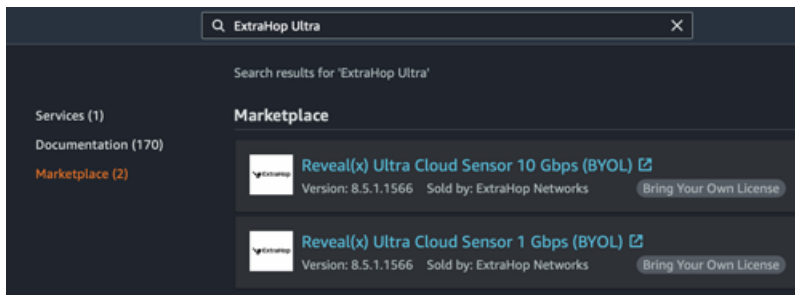 ExtraHop Ultra
Search results for 'ExtraHop Ultra'
Services (1)
Documentation (170)
Marketplace (2)
Marketplace
ExtraHop
Reveal(x) Ultra Cloud Sensor 10 Gbps (BYOL)
Version: 8.5.1.1566 Sold by: ExtraHop Networks Bring Your Own License
ExtraHop
Reveal(x) Ultra Cloud Sensor 1 Gbps (BYOL)
Version: 8.5.1.1566 Sold by: ExtraHop Networks Bring Your Own License